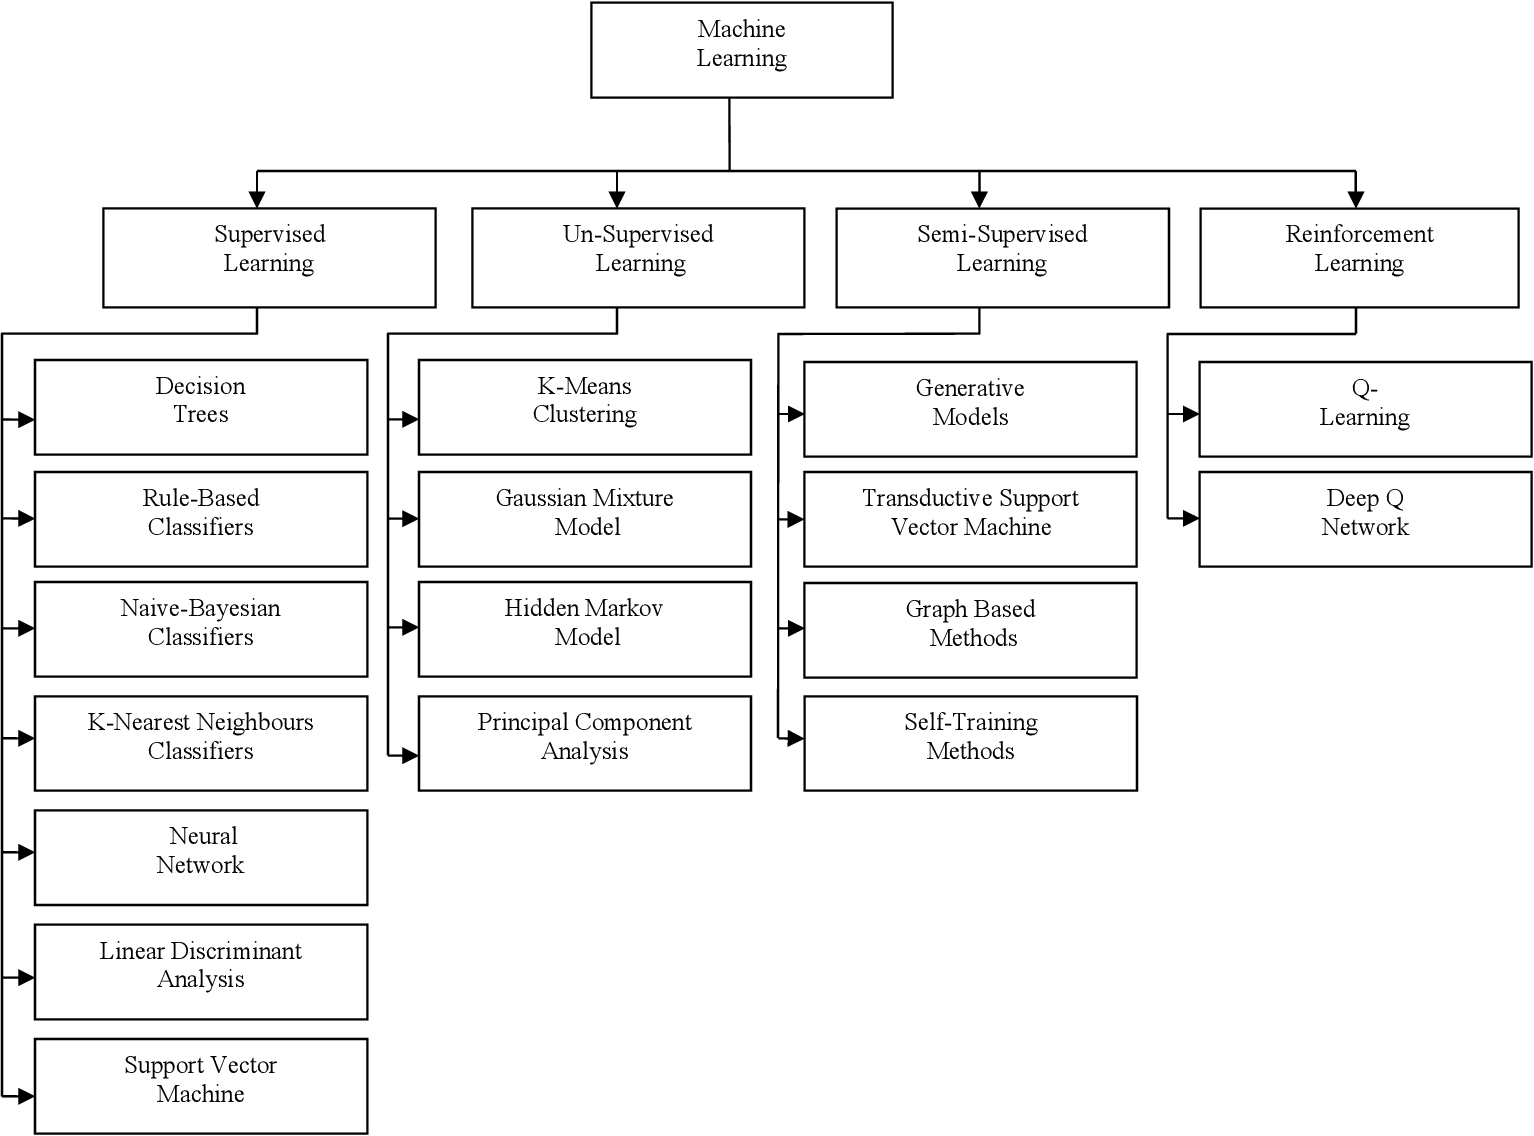 Machine
Learning
Supervised
Learning
Un-Supervised
Learning
Semi-Supervised
Learning
Reinforcement
Learning
Decision
Trees
Rule-Based
Classifiers
Naive-Bayesian
Classifiers
K-Nearest Neighbours
Classifiers
Neural
Network
Linear Discriminant
Analysis
Support Vector
Machine
K-Means
Clustering
Gaussian Mixture
Model
Hidden Markov
Model
Principal Component
Analysis
Generative
Models
Transductive Support
Vector Machine
Graph Based
Methods
Self-Training
Methods
Q-
Learning
Deep Q
Network